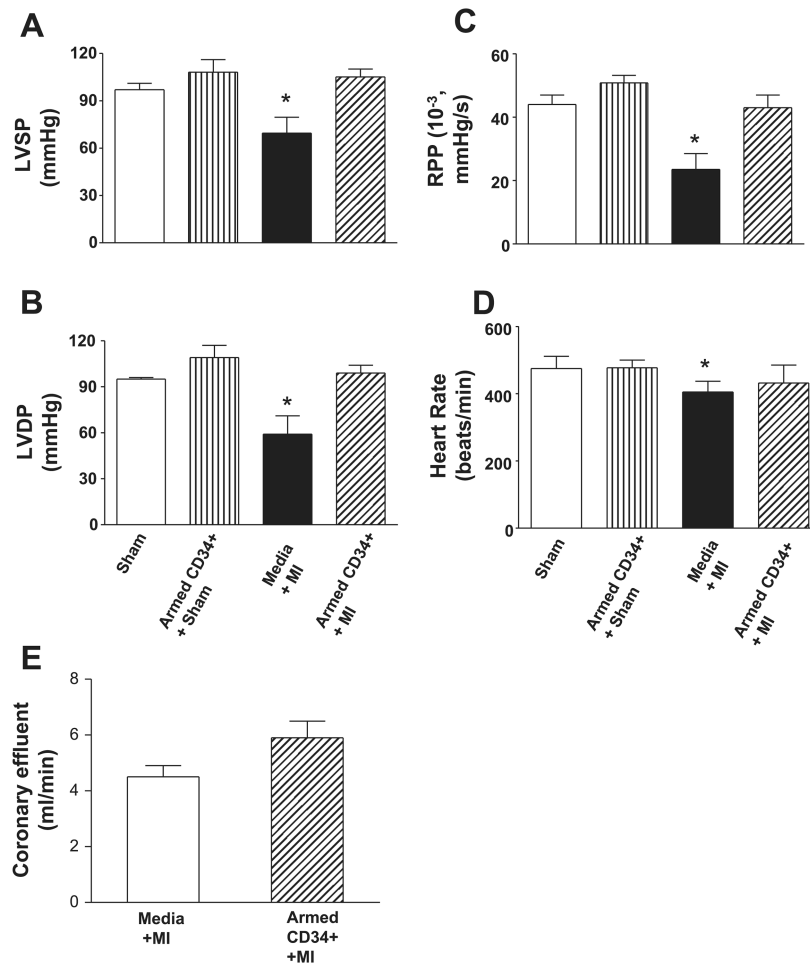 A
LVSP
(mmHg)
120
90
60
30
0
*
C
RPP (10-3,
mmHg/s)
60
40
20
0
*
B
LVDP
(mmHg)
120
90
60
30
0
*
Sham
Armed CD34+
+ Sham
Media
+ MI
Armed CD34+
+ MI
D
Heart Rate
(beats/min)
600
400
200
0
*
Sham
Armed CD34+
+ Sham
Media
+ MI
Armed CD34+
+ MI
E
Coronary effluent
(ml/min)
8
6
4
2
0
Media
+MI
Armed
CD34+
+MI